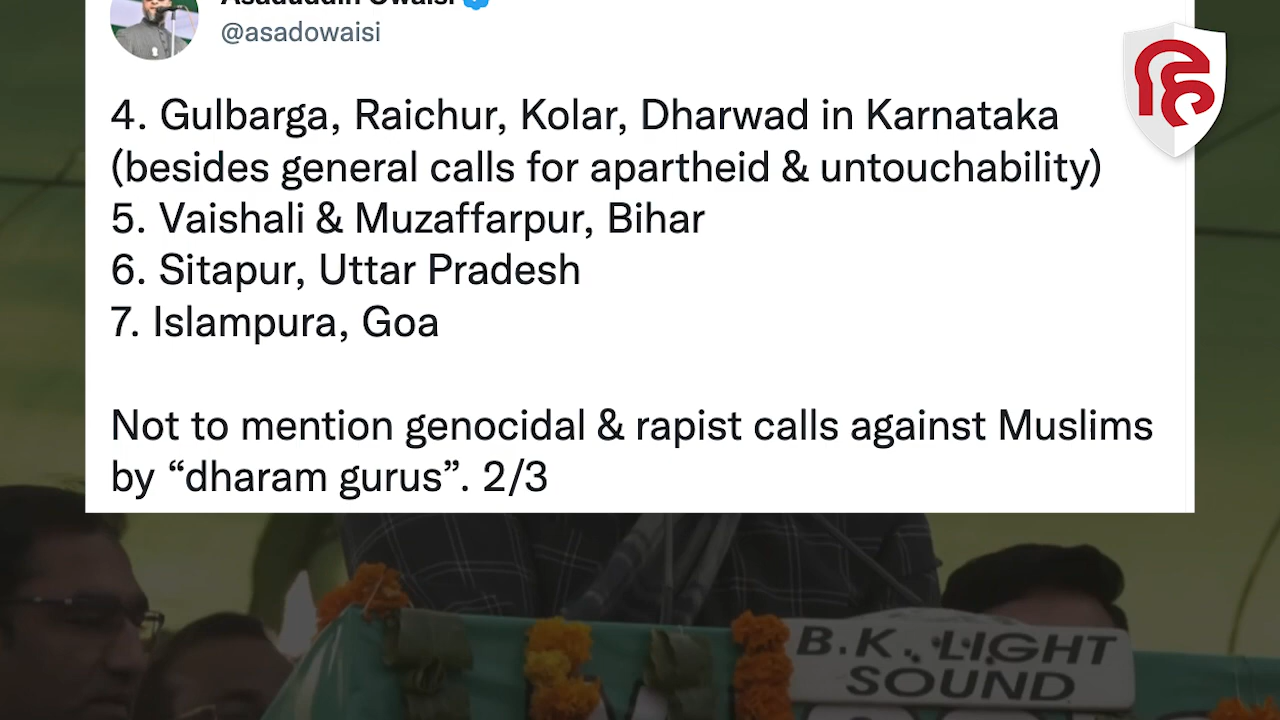 Asaduddin Owaisi
@asadowaisi
4. Gulbarga, Raichur, Kolar, Dharwad in Karnataka
(besides general calls for apartheid & untouchability)
5. Vaishali & Muzaffarpur, Bihar
6. Sitapur, Uttar Pradesh
7. Islampura, Goa
Not to mention genocidal & rapist calls against Muslims
by “dharam gurus”. 2/3
B.K. LIGHT
SOUND